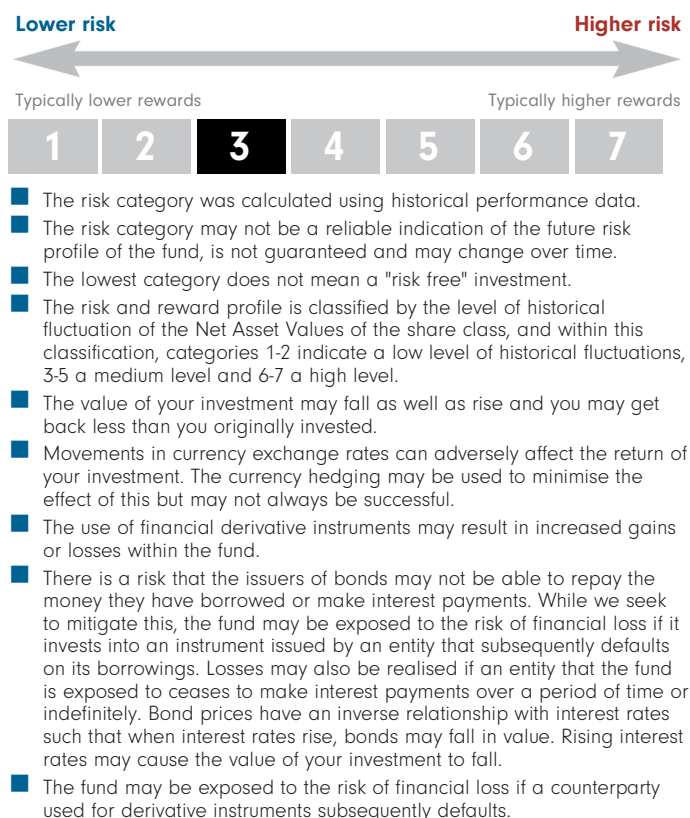 Lower risk Higher risk
Typically lower rewards Typically higher rewards
1 2 3 4 5 6 7
The risk category was calculated using historical performance data.
The risk category may not be a reliable indication of the future risk
profile of the fund, is not guaranteed and may change over time.
The lowest category does not mean a "risk free" investment.
The risk and reward profile is classified by the level of historical
fluctuation of the Net Asset Values of the share class, and within this
classification, categories 1-2 indicate a low level of historical fluctuations,
3-5 a medium level and 6-7 a high level.
The value of your investment may fall as well as rise and you may get
back less than you originally invested.
Movements in currency exchange rates can adversely affect the return of
your investment. The currency hedging may be used to minimise the
effect of this but may not always be successful.
The use of financial derivative instruments may result in increased gains
or losses within the fund.
There is a risk that the issuers of bonds may not be able to repay the
money they have borrowed or make interest payments. While we seek
to mitigate this, the fund may be exposed to the risk of financial loss if it
invests into an instrument issued by an entity that subsequently defaults
on its borrowings. Losses may also be realised if an entity that the fund
is exposed to ceases to make interest payments over a period of time or
indefinitely. Bond prices have an inverse relationship with interest rates
such that when interest rates rise, bonds may fall in value. Rising interest
rates may cause the value of your investment to fall.
The fund may be exposed to the risk of financial loss if a counterparty
used for derivative instruments subsequently defaults.